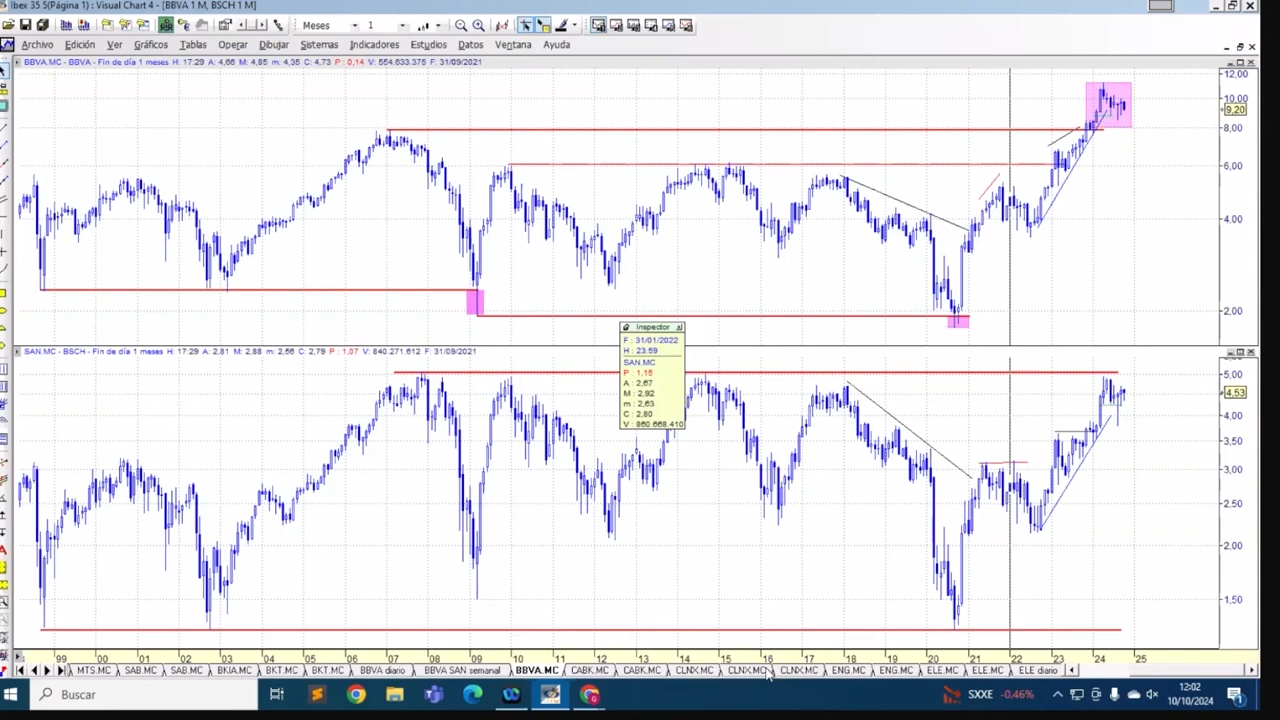 Ibex 35 5(Página 1) : Visual Chart 4 - [BBVA 1 M, BSCH 1 M]
Meses 1
Archivo Edición Ver Gráficos Tablas Operar Dibujar Sistemas Indicadores Estudios Datos Ventana Ayuda
BBVA.MC - BBVA - Fin de día 1 meses H: 17:29 A: 4,66 M: 4,85 m: 4,35 C: 4,73 P: 0,14 V: 554.633.375 F: 31/09/2021
12,00
10,00
9,20
8,00
6,00
4,00
2,00
SAN.MC - BSCH - Fin de día 1 meses H: 17:29 A: 2,81 M: 2,88 m: 2,56 C: 2,79 P: 1,07 V: 840.271.612 F: 31/09/2021
Inspector
F : 31/01/2022
H : 23:59
SAN.MC
P : 1,15
A : 2,67
M : 2,92
m : 2,63
C : 2,80
V : 860.668.410
5,00
4,53
4,00
3,50
3,00
2,50
2,00
1,50
99 00 01 02 03 04 05 06 07 08 09 10 11 12 13 14 15 16 17 18 19 20 21 22 23 24 25
MTS.MC SAB.MC SAB.MC BKIA.MC BKT.MC BKT.MC BBVA diario BBVA SAN semanal BBVA.MC CABK.MC CABK.MC CLNX.MC CLNX.MC CLNX.MC ENG.MC ENG.MC ELE.MC ELE.MC ELE diario
Buscar
SXXE -0.46%
12:02
10/10/2024